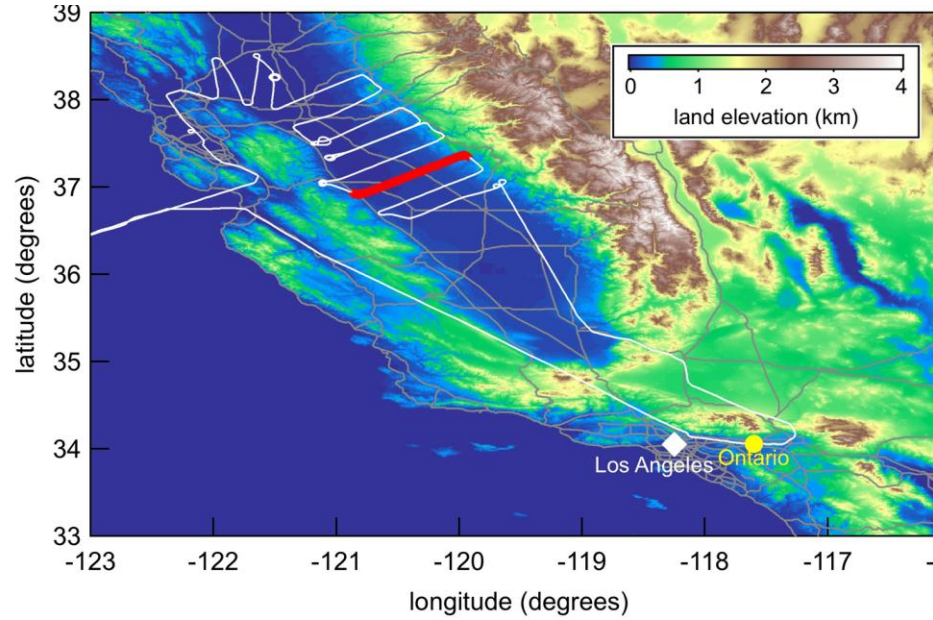 39
38
37
36
35
34
33
latitude (degrees)
0 1 2 3 4
land elevation (km)
Los Angeles
Ontario
-123 -122 -121 -120 -119 -118 -117
longitude (degrees)